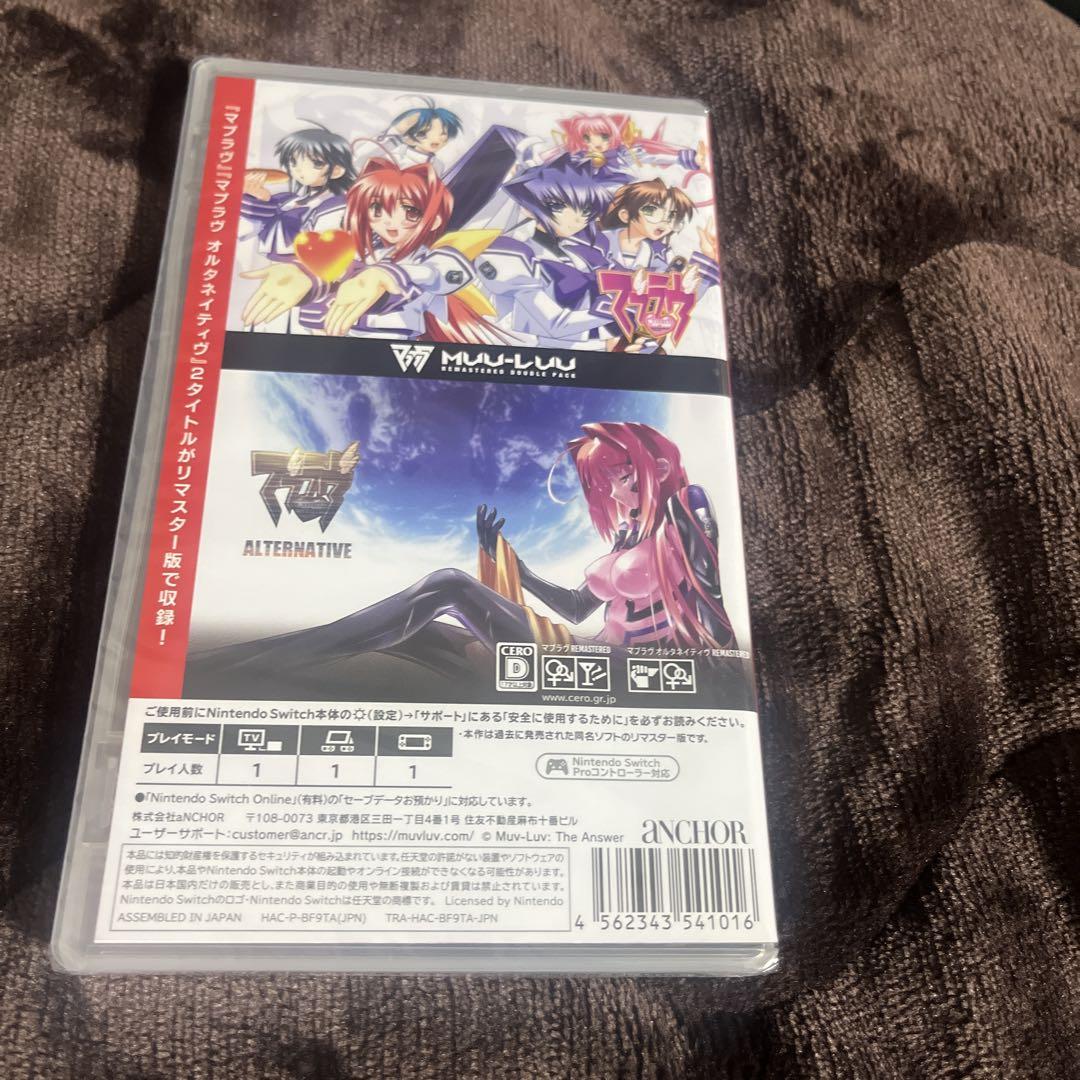 『マブラヴ』『マブラヴ オルタネイティヴ』2タイトルがリマスター版で収録!
マブラヴ
MUV-LUV
REMASTERED DOUBLE PACK
マブラヴ
ALTERNATIVE
CERO
D
17才以上対象
マブラヴ REMASTERED
マブラヴ オルタネイティヴ REMASTERED
www.cero.gr.jp
ご使用前にNintendo Switch本体の(設定)→「サポート」にある「安全に使用するために」を必ずお読みください。
・本作は過去に発売された同名ソフトのリマスター版です。
プレイモード TV
プレイ人数 1 1 1
Nintendo Switch
Proコントローラー対応
●「Nintendo Switch Online」(有料)の「セーブデータお預かり」に対応しています。
株式会社aNCHOR 〒108-0073 東京都港区三田一丁目4番1号 住友不動産麻布十番ビル
ユーザーサポート:customer@ancr.jp https://muvluv.com/ © Muv-Luv: The Answer
aNCHOR
本品には知的財産権を保護するセキュリティが組み込まれています。任天堂の許諾がない装置やソフトウェアの
使用により、本品やNintendo Switch本体の起動やオンライン接続ができなくなる可能性があります。
本品は日本国内だけの販売とし、また商業目的の使用や無断複製および賃貸は禁止されています。
Nintendo Switchのロゴ・Nintendo Switchは任天堂の商標です。 Licensed by Nintendo
ASSEMBLED IN JAPAN HAC-P-BF9TA(JPN) TRA-HAC-BF9TA-JPN
4 562343 541016